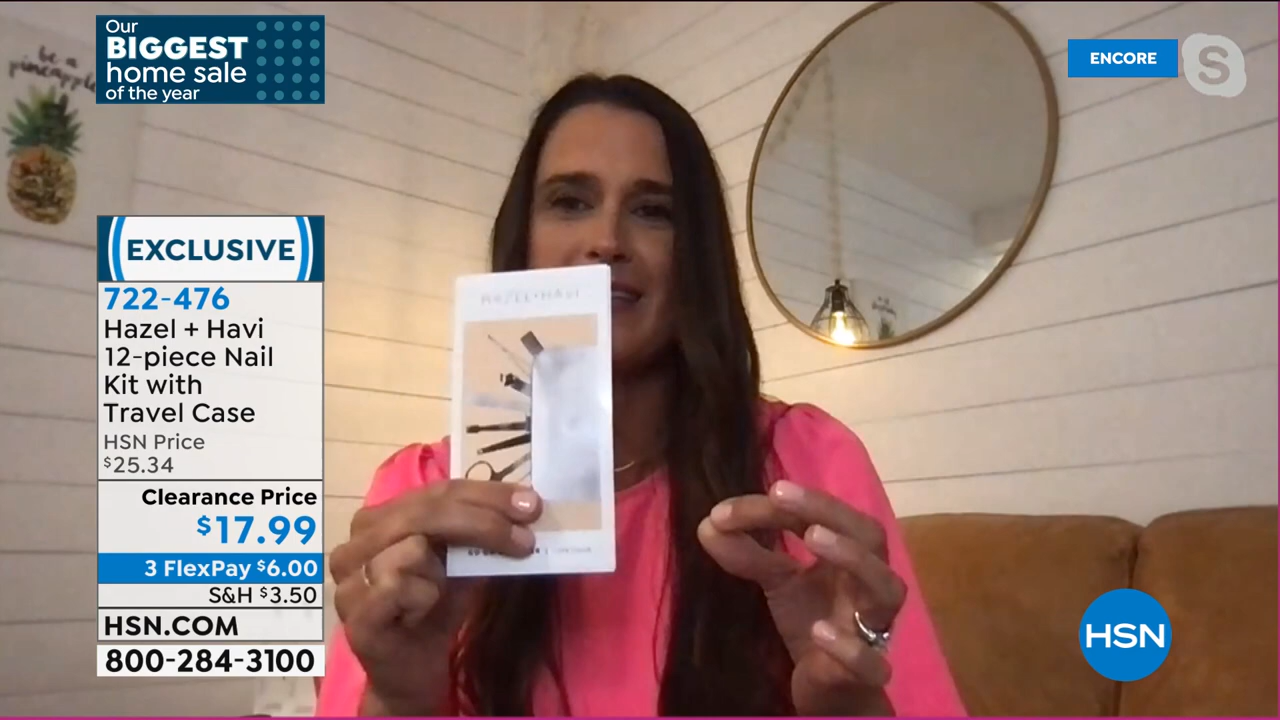 Our
BIGGEST
home sale
of the year
be a
pineapple
ENCORE
S
EXCLUSIVE
722-476
Hazel + Havi
12-piece Nail
Kit with
Travel Case
HSN Price
$25.34
Clearance Price
$17.99
3 FlexPay $6.00
S&H $3.50
HSN.COM
800-284-3100
HAZEL+HAVI
HSN